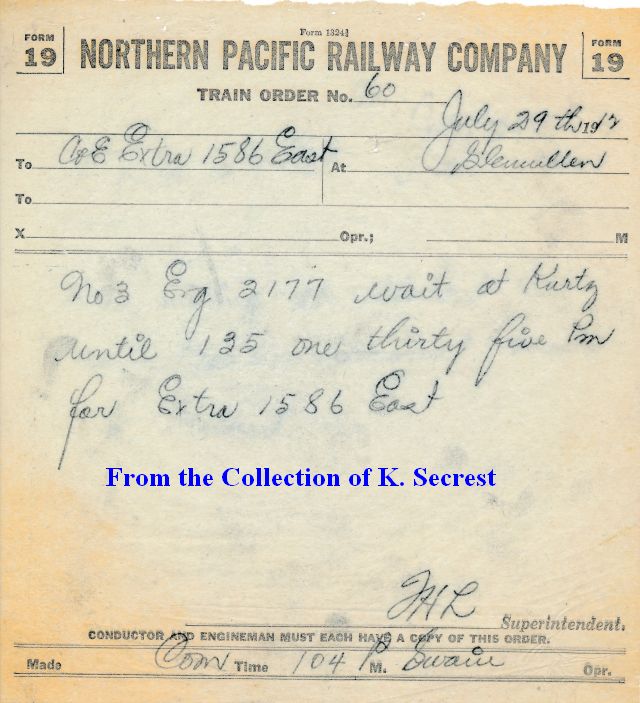 Form 1324½
FORM 19 NORTHERN PACIFIC RAILWAY COMPANY FORM 19
TRAIN ORDER No. 60
July 29th 191
To C&E Extra 1586 East At Glenullen
To
X Opr.; M
No 3 Eng 2177 wait at Kurtz
until 135 one thirty five Pm
for Extra 1586 East
From the Collection of K. Secrest
Superintendent.
CONDUCTOR AND ENGINEMAN MUST EACH HAVE A COPY OF THIS ORDER.
Made Com Time 104 P M. Swain Opr.